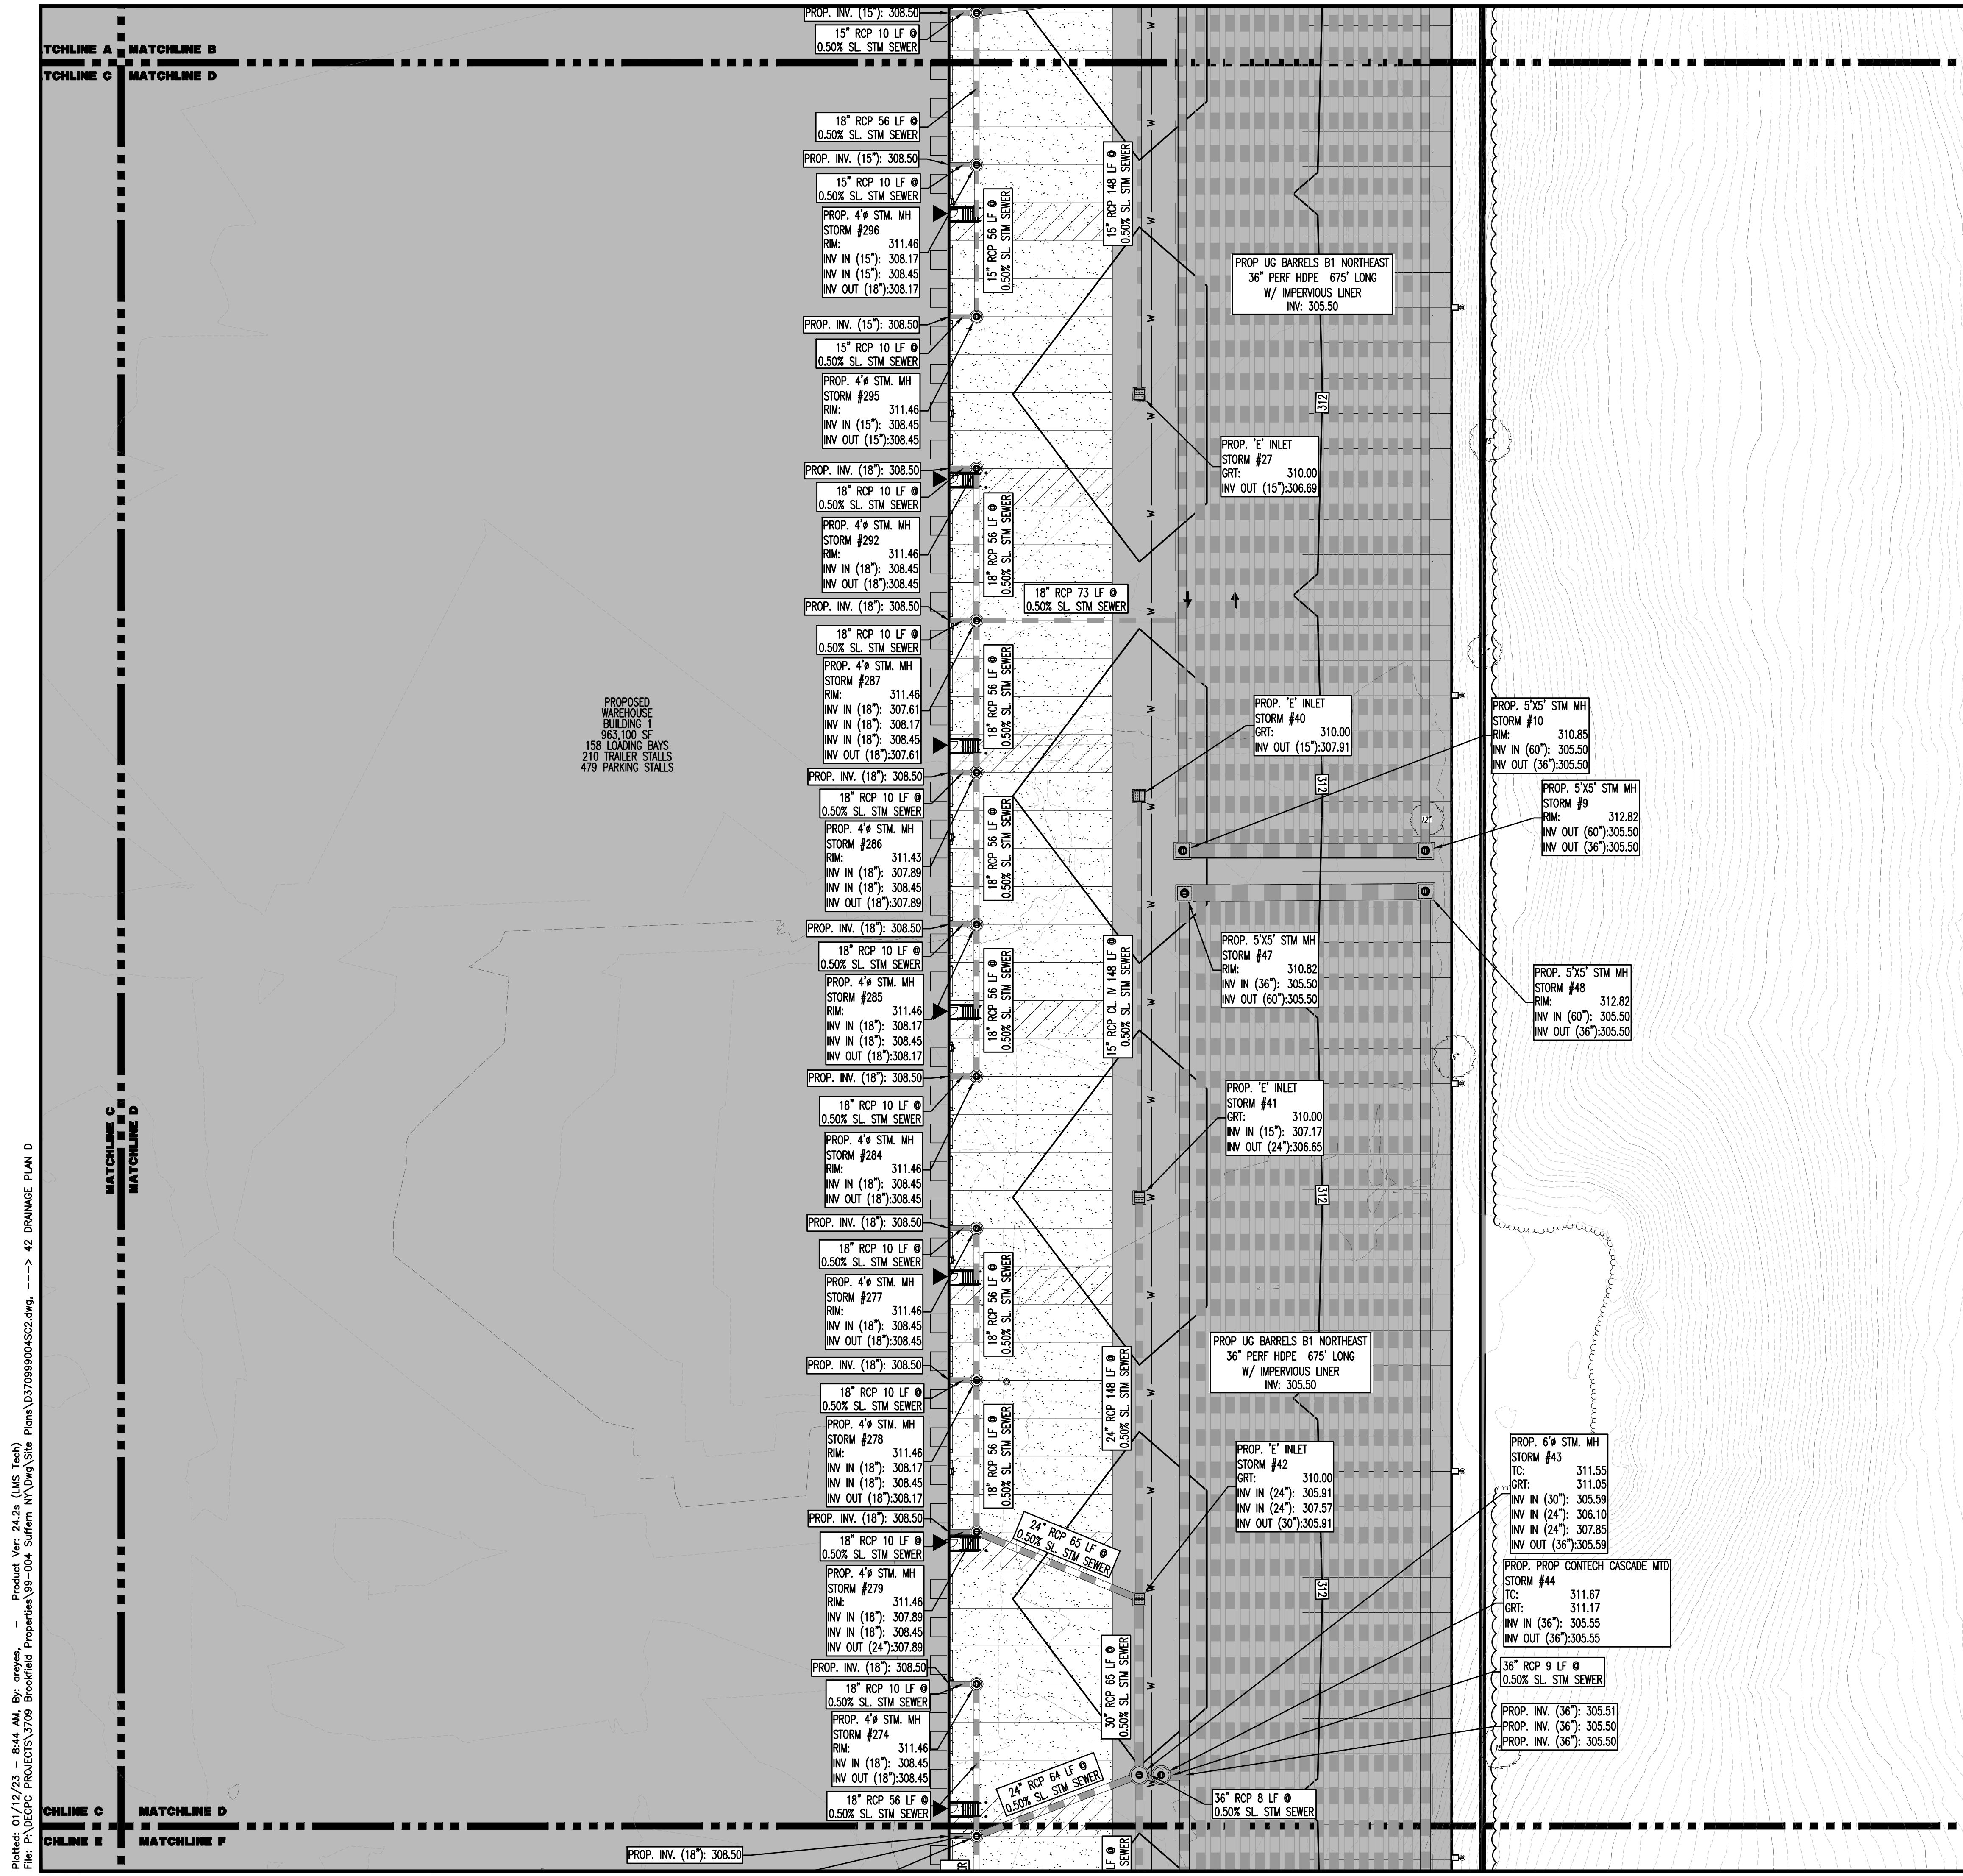 PROP. INV. (15"): 308.50
15" RCP 10 LF @
0.50% SL. STM SEWER
TCHLINE A
MATCHLINE B
TCHLINE C
MATCHLINE D
18" RCP 56 LF @
0.50% SL. STM SEWER
PROP. INV. (15"): 308.50
15" RCP 10 LF @
0.50% SL. STM SEWER
PROP. 4'ø STM. MH
STORM #296
RIM: 311.46
INV IN (15"): 308.17
INV IN (15"): 308.45
INV OUT (18"):308.17
15" RCP 56 LF @
0.50% SL. STM SEWER
15" RCP 148 LF @
0.50% SL. STM SEWER
PROP UG BARRELS B1 NORTHEAST
36" PERF HDPE 675' LONG
W/ IMPERVIOUS LINER
INV: 305.50
PROP. INV. (15"): 308.50
15" RCP 10 LF @
0.50% SL. STM SEWER
PROP. 4'ø STM. MH
STORM #295
RIM: 311.46
INV IN (15"): 308.45
INV OUT (15"):308.45
312
15"
PROP. 'E' INLET
STORM #27
GRT: 310.00
INV OUT (15"):306.69
PROP. INV. (18"): 308.50
18" RCP 10 LF @
0.50% SL. STM SEWER
PROP. 4'ø STM. MH
STORM #292
RIM: 311.46
INV IN (18"): 308.45
INV OUT (18"):308.45
18" RCP 56 LF @
0.50% SL. STM SEWER
18" RCP 73 LF @
0.50% SL. STM SEWER
PROP. INV. (18"): 308.50
18" RCP 10 LF @
0.50% SL. STM SEWER
PROP. 4'ø STM. MH
STORM #287
RIM: 311.46
INV IN (18"): 307.61
INV IN (18"): 308.17
INV IN (18"): 308.45
INV OUT (18"):307.61
18" RCP 56 LF @
0.50% SL. STM SEWER
PROPOSED
WAREHOUSE
BUILDING 1
963,100 SF
158 LOADING BAYS
210 TRAILER STALLS
479 PARKING STALLS
PROP. 'E' INLET
STORM #40
GRT: 310.00
INV OUT (15"):307.91
PROP. 5'X5' STM MH
STORM #10
RIM: 310.85
INV IN (60"): 305.50
INV OUT (36"):305.50
312
12"
PROP. 5'X5' STM MH
STORM #9
RIM: 312.82
INV OUT (60"):305.50
INV OUT (36"):305.50
PROP. INV. (18"): 308.50
18" RCP 10 LF @
0.50% SL. STM SEWER
PROP. 4'ø STM. MH
STORM #286
RIM: 311.43
INV IN (18"): 307.89
INV IN (18"): 308.45
INV OUT (18"):307.89
18" RCP 56 LF @
0.50% SL. STM SEWER
PROP. INV. (18"): 308.50
18" RCP 10 LF @
0.50% SL. STM SEWER
PROP. 4'ø STM. MH
STORM #285
RIM: 311.46
INV IN (18"): 308.17
INV IN (18"): 308.45
INV OUT (18"):308.17
18" RCP 56 LF @
0.50% SL. STM SEWER
15" RCP CL. IV 148 LF @
0.50% SL. STM SEWER
PROP. 5'X5' STM MH
STORM #47
RIM: 310.82
INV IN (36"): 305.50
INV OUT (60"):305.50
PROP. 5'X5' STM MH
STORM #48
RIM: 312.82
INV IN (60"): 305.50
INV OUT (36"):305.50
PROP. INV. (18"): 308.50
18" RCP 10 LF @
0.50% SL. STM SEWER
PROP. 4'ø STM. MH
STORM #284
RIM: 311.46
INV IN (18"): 308.45
INV OUT (18"):308.45
PROP. 'E' INLET
STORM #41
GRT: 310.00
INV IN (15"): 307.17
INV OUT (24"):306.65
312
MATCHLINE C
MATCHLINE D
PROP. INV. (18"): 308.50
18" RCP 10 LF @
0.50% SL. STM SEWER
PROP. 4'ø STM. MH
STORM #277
RIM: 311.46
INV IN (18"): 308.45
INV OUT (18"):308.45
18" RCP 56 LF @
0.50% SL. STM SEWER
PROP UG BARRELS B1 NORTHEAST
36" PERF HDPE 675' LONG
W/ IMPERVIOUS LINER
INV: 305.50
PROP. INV. (18"): 308.50
18" RCP 10 LF @
0.50% SL. STM SEWER
PROP. 4'ø STM. MH
STORM #278
RIM: 311.46
INV IN (18"): 308.17
INV IN (18"): 308.45
INV OUT (18"):308.17
18" RCP 56 LF @
0.50% SL. STM SEWER
24" RCP 148 LF @
0.50% SL. STM SEWER
PROP. 'E' INLET
STORM #42
GRT: 310.00
INV IN (24"): 305.91
INV IN (24"): 307.57
INV OUT (30"):305.91
PROP. 6'ø STM. MH
STORM #43
TC: 311.55
GRT: 311.05
INV IN (30"): 305.59
INV IN (24"): 306.10
INV IN (24"): 307.85
INV OUT (36"):305.59
PROP. INV. (18"): 308.50
18" RCP 10 LF @
0.50% SL. STM SEWER
24" RCP 65 LF @
0.50% SL. STM SEWER
PROP. 4'ø STM. MH
STORM #279
RIM: 311.46
INV IN (18"): 307.89
INV IN (18"): 308.45
INV OUT (24"):307.89
312
PROP. PROP CONTECH CASCADE MTD
STORM #44
TC: 311.67
GRT: 311.17
INV IN (36"): 305.55
INV OUT (36"):305.55
30" RCP 65 LF @
0.50% SL. STM SEWER
36" RCP 9 LF @
0.50% SL. STM SEWER
PROP. INV. (36"): 305.51
PROP. INV. (36"): 305.50
PROP. INV. (36"): 305.50
PROP. INV. (18"): 308.50
18" RCP 10 LF @
0.50% SL. STM SEWER
PROP. 4'ø STM. MH
STORM #274
RIM: 311.46
INV IN (18"): 308.45
INV OUT (18"):308.45
18" RCP 56 LF @
0.50% SL. STM SEWER
24" RCP 64 LF @
0.50% SL. STM SEWER
36" RCP 8 LF @
0.50% SL. STM SEWER
CHLINE C
MATCHLINE D
CHLINE E
MATCHLINE F
PROP. INV. (18"): 308.50
LF @
SEWER
ER
Plotted: 01/12/23 - 8:44 AM, By: areyes, - Product Ver: 24.2s (LMS Tech)
File: P:\DECPC PROJECTS\3709 Brookfield Properties\99-004 Suffern NY\Dwg\Site Plans\D370999004SC2.dwg, ----> 42 DRAINAGE PLAN D